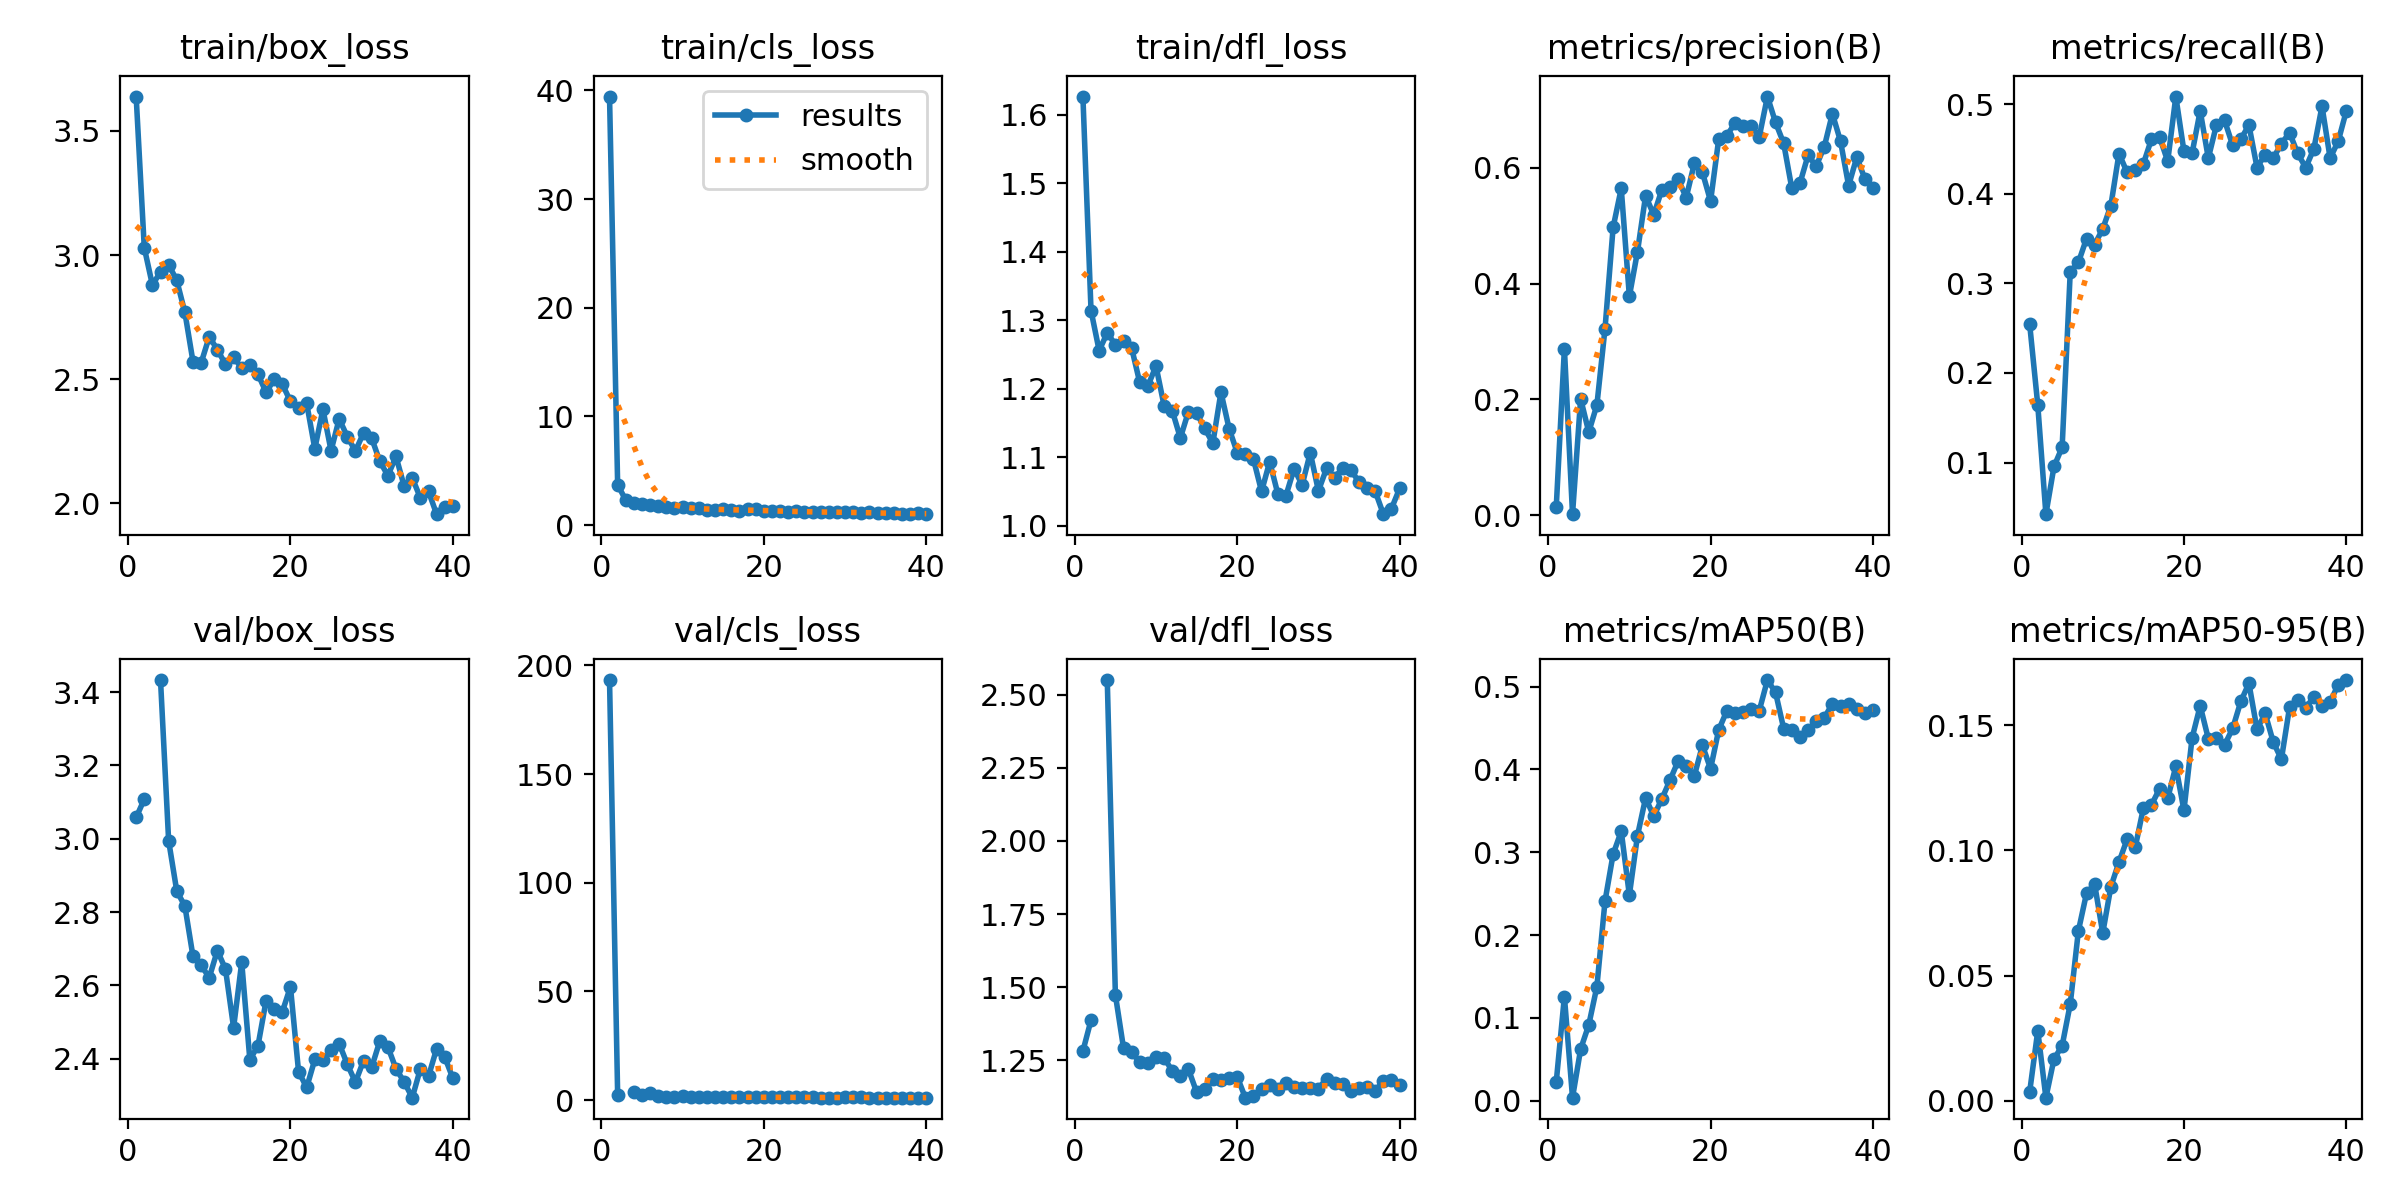 train/box_loss
train/cls_loss
train/dfl_loss
metrics/precision(B)
metrics/recall(B)
3.5
3.0
2.5
2.0
0 20 40
40
30
20
10
0
results
smooth
0 20 40
1.6
1.5
1.4
1.3
1.2
1.1
1.0
0 20 40
0.6
0.4
0.2
0.0
0 20 40
0.5
0.4
0.3
0.2
0.1
0 20 40
val/box_loss
val/cls_loss
val/dfl_loss
metrics/mAP50(B)
metrics/mAP50-95(B)
3.4
3.2
3.0
2.8
2.6
2.4
0 20 40
200
150
100
50
0
0 20 40
2.50
2.25
2.00
1.75
1.50
1.25
0 20 40
0.5
0.4
0.3
0.2
0.1
0.0
0 20 40
0.15
0.10
0.05
0.00
0 20 40